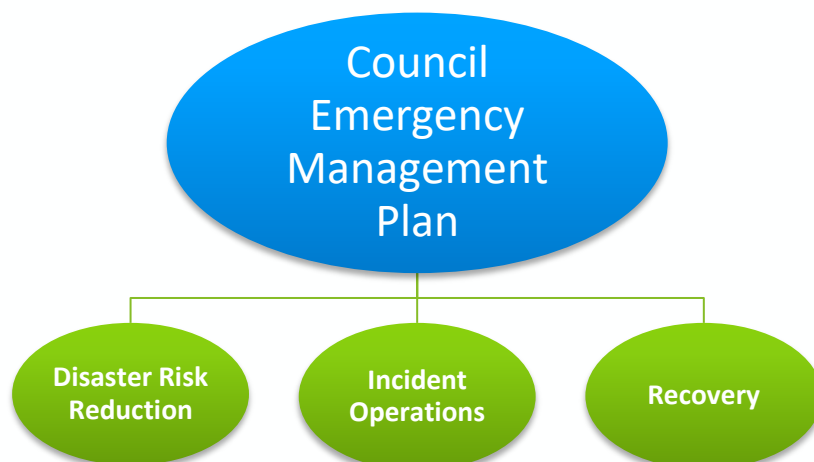 Council
Emergency
Management
Plan
Disaster Risk
Reduction
Incident
Operations
Recovery